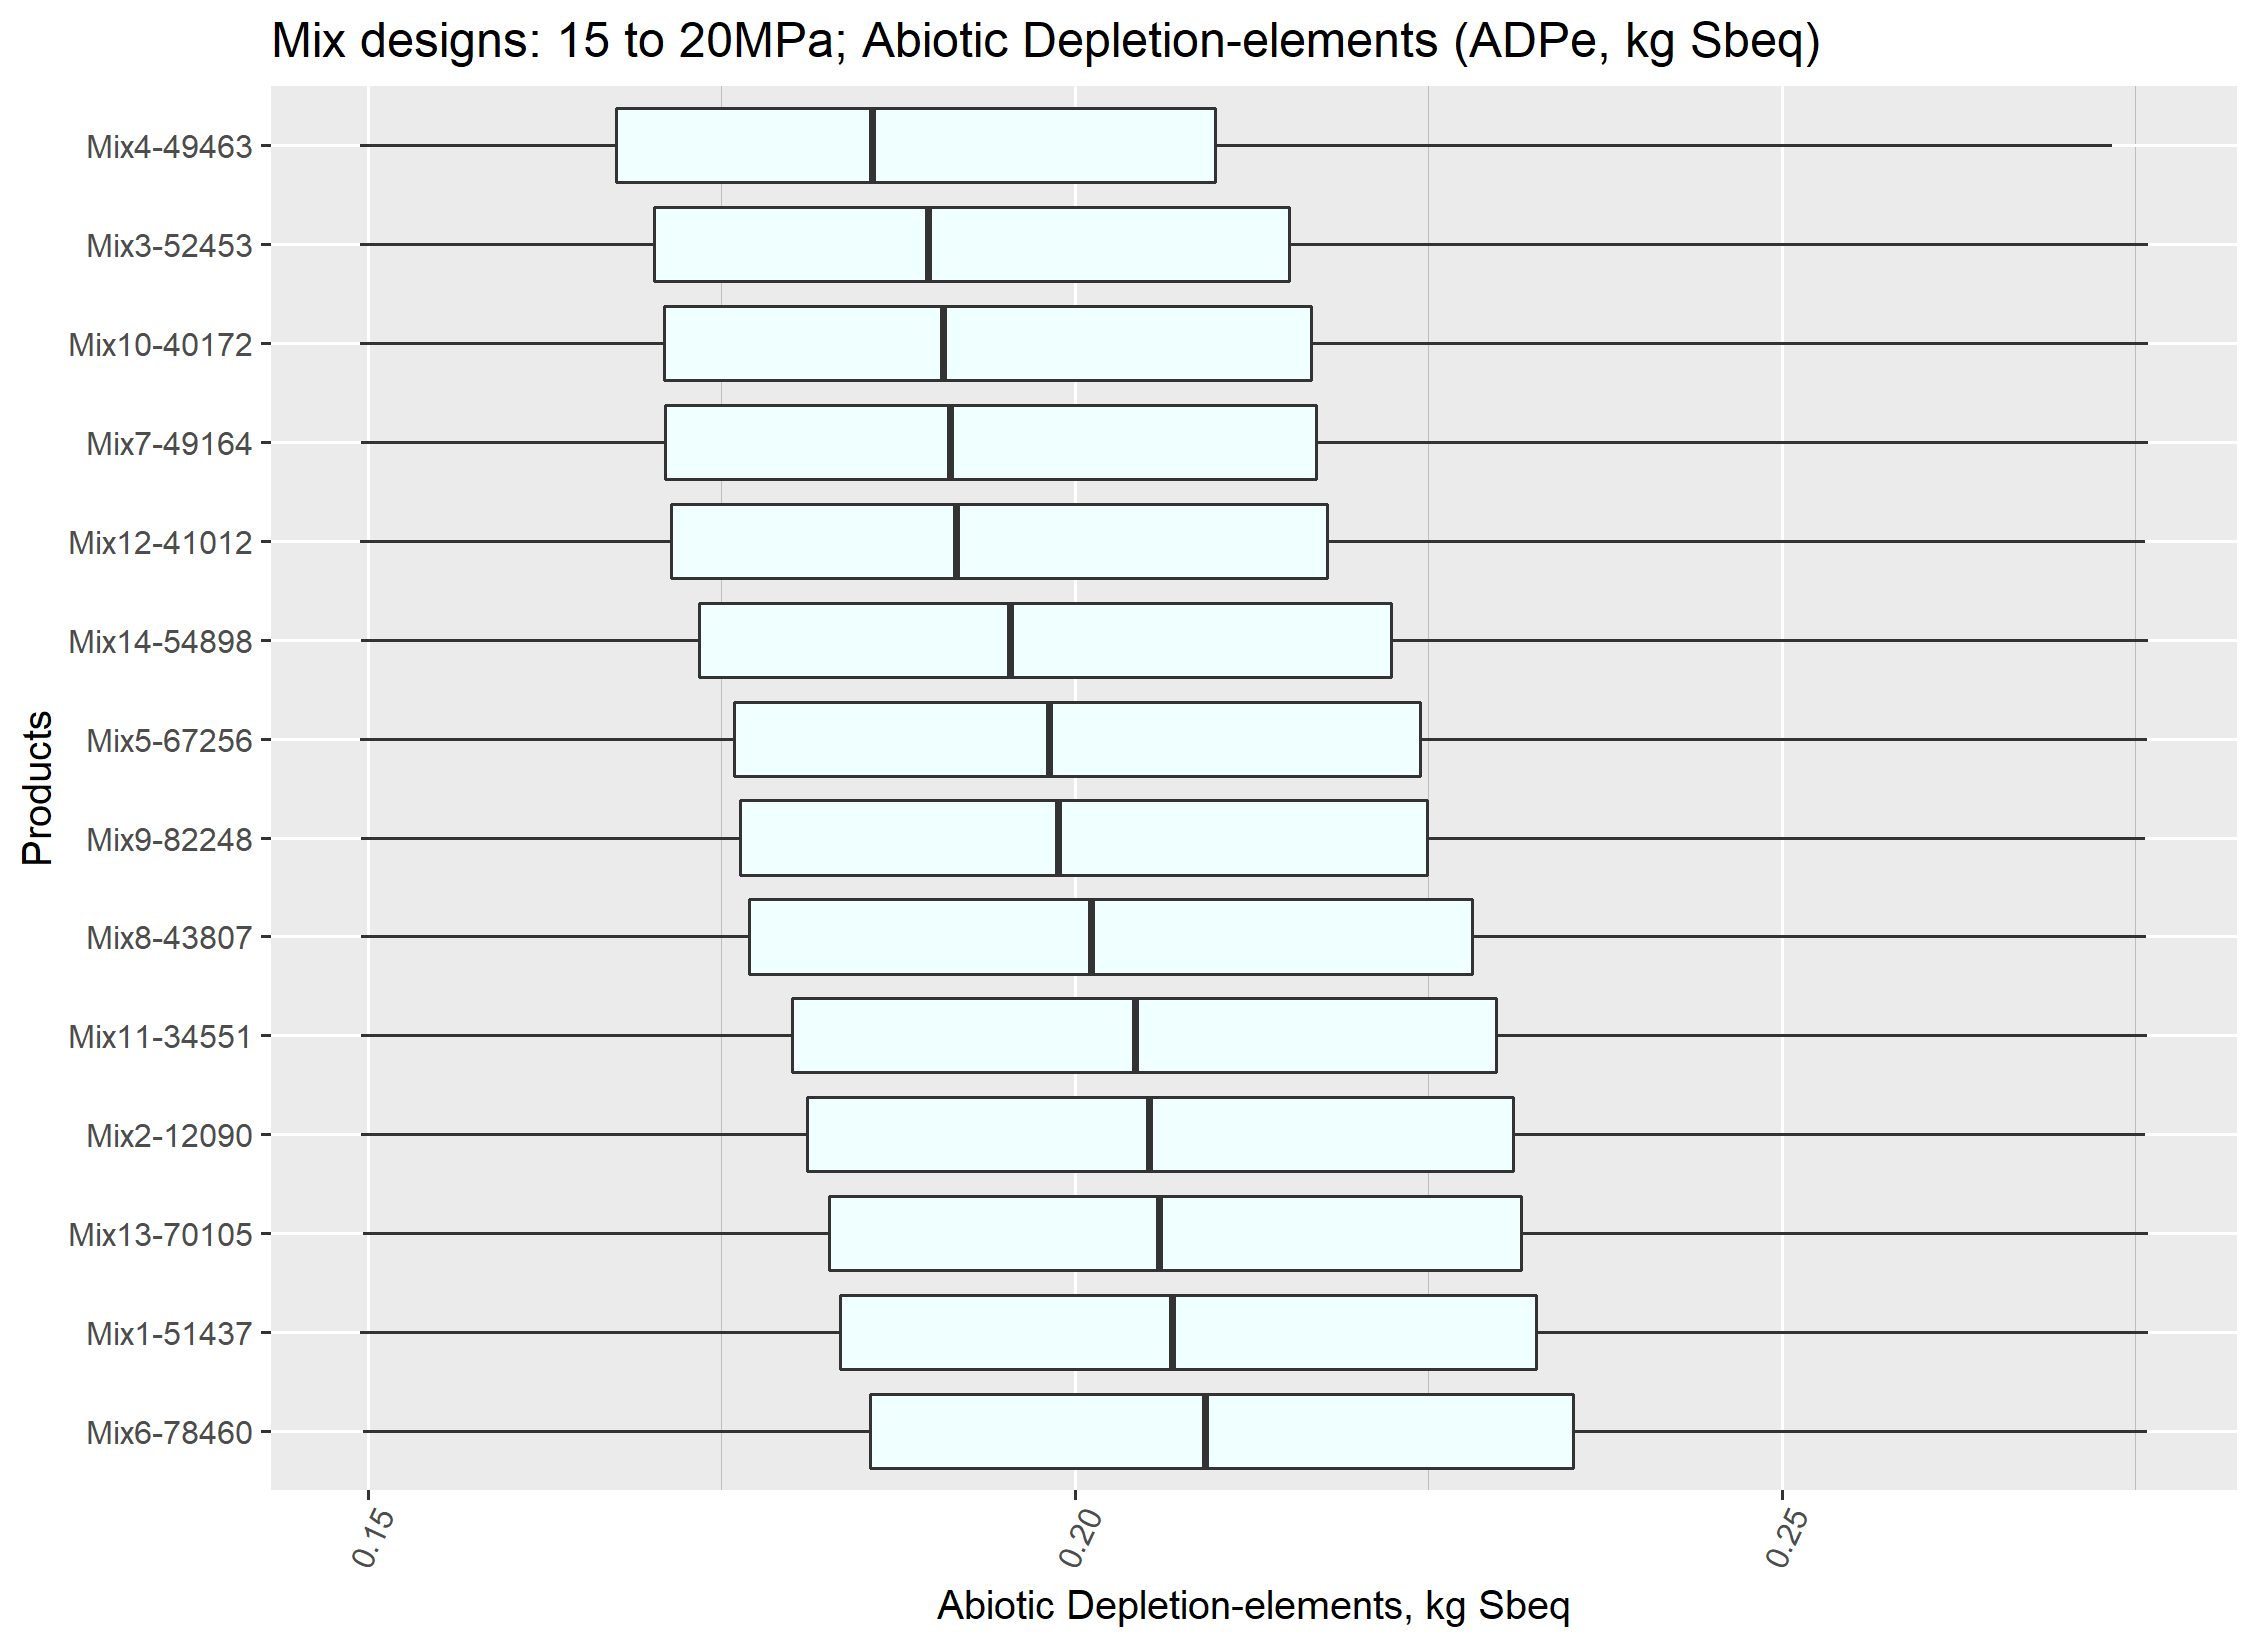 Mix designs: 15 to 20MPa; Abiotic Depletion-elements (ADPe, kg Sbeq)
Products
Mix4-49463
Mix3-52453
Mix10-40172
Mix7-49164
Mix12-41012
Mix14-54898
Mix5-67256
Mix9-82248
Mix8-43807
Mix11-34551
Mix2-12090
Mix13-70105
Mix1-51437
Mix6-78460
0.15
0.20
0.25
Abiotic Depletion-elements, kg Sbeq